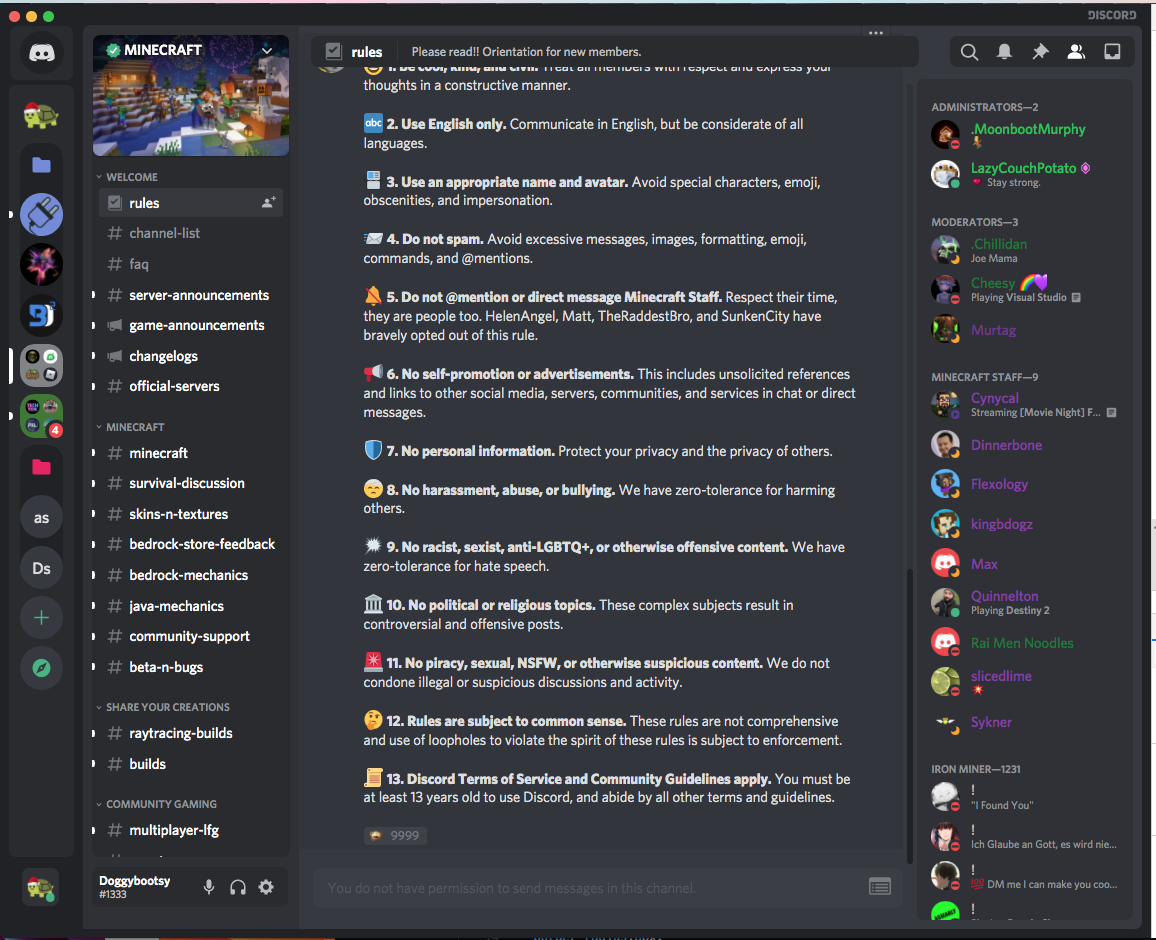 DISCORD
MINECRAFT
rules
Please read!! Orientation for new members.
1. Be cool, kind, and civil. Treat all members with respect and express your
thoughts in a constructive manner.
abc 2. Use English only. Communicate in English, but be considerate of all
languages.
3. Use an appropriate name and avatar. Avoid special characters, emoji,
obscenities, and impersonation.
4. Do not spam. Avoid excessive messages, images, formatting, emoji,
commands, and @mentions.
5. Do not @mention or direct message Minecraft Staff. Respect their time,
they are people too. HelenAngel, Matt, TheRaddestBro, and SunkenCity have
bravely opted out of this rule.
6. No self-promotion or advertisements. This includes unsolicited references
and links to other social media, servers, communities, and services in chat or direct
messages.
7. No personal information. Protect your privacy and the privacy of others.
8. No harassment, abuse, or bullying. We have zero-tolerance for harming
others.
9. No racist, sexist, anti-LGBTQ+, or otherwise offensive content. We have
zero-tolerance for hate speech.
10. No political or religious topics. These complex subjects result in
controversial and offensive posts.
11. No piracy, sexual, NSFW, or otherwise suspicious content. We do not
condone illegal or suspicious discussions and activity.
12. Rules are subject to common sense. These rules are not comprehensive
and use of loopholes to violate the spirit of these rules is subject to enforcement.
13. Discord Terms of Service and Community Guidelines apply. You must be
at least 13 years old to use Discord, and abide by all other terms and guidelines.
9999
You do not have permission to send messages in this channel.
WELCOME
rules
channel-list
faq
server-announcements
game-announcements
changelogs
official-servers
MINECRAFT
minecraft
survival-discussion
skins-n-textures
bedrock-store-feedback
bedrock-mechanics
java-mechanics
community-support
beta-n-bugs
SHARE YOUR CREATIONS
raytracing-builds
builds
COMMUNITY GAMING
multiplayer-lfg
Doggybootsy
#1333
4
as
Ds
ADMINISTRATORS—2
.MoonbootMurphy
LazyCouchPotato
Stay strong.
MODERATORS—3
.Chillidan
Joe Mama
Cheesy
Playing Visual Studio
Murtag
MINECRAFT STAFF—9
Cynycal
Streaming [Movie Night] F...
Dinnerbone
Flexology
kingbdogz
Max
Quinnelton
Playing Destiny 2
Rai Men Noodles
slicedlime
Sykner
IRON MINER—1231
!
"I Found You"
!
Ich Glaube an Gott, es wird nie...
!
100 DM me I can make you coo...
!